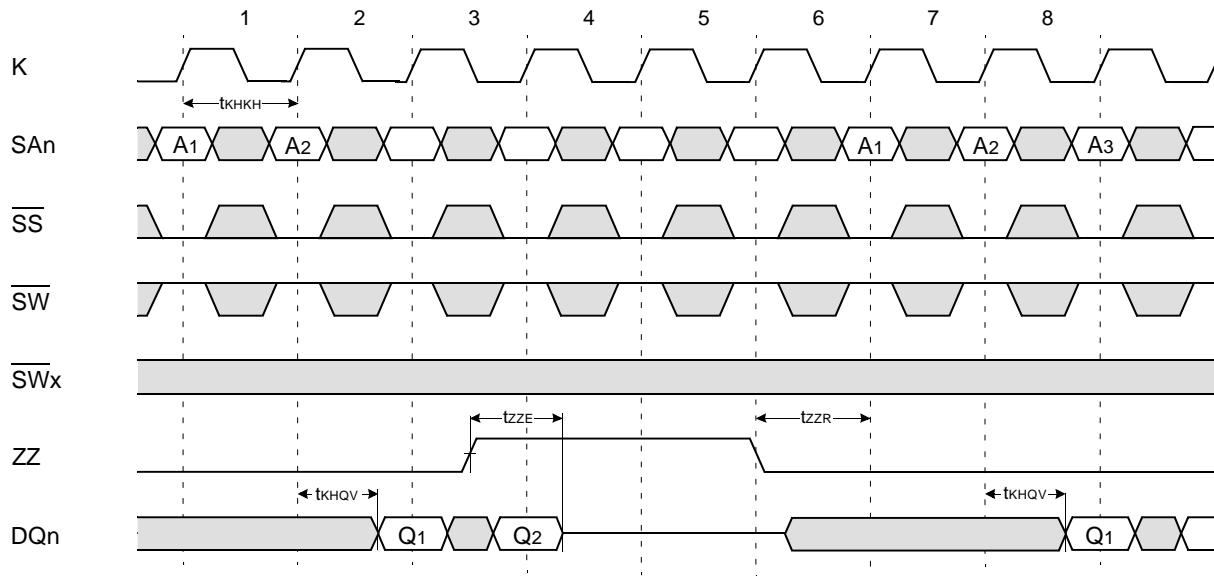 1 2 3 4 5 6 7 8
K
tKHKH
SAn A1 A2 A1 A2 A3
SS
SW
SWx
tZZE tZZR
ZZ
tKHQV tKHQV
DQn Q1 Q2 Q1